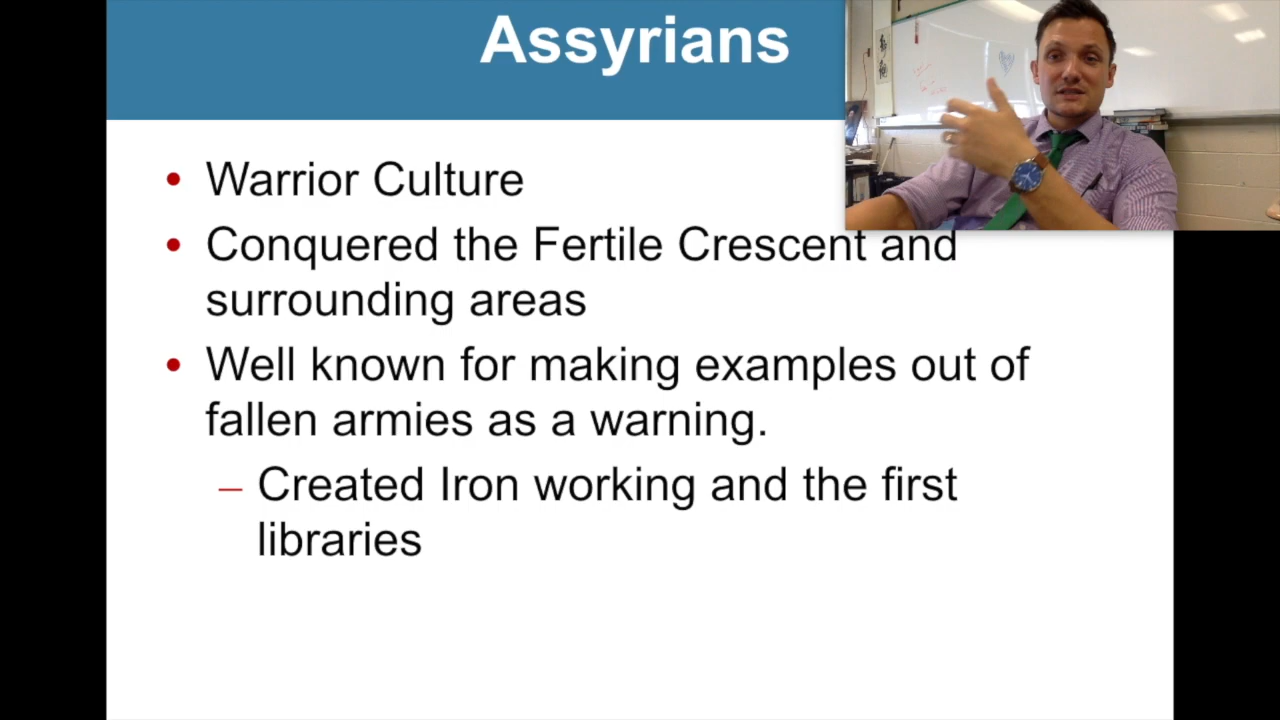 Assyrians
• Warrior Culture
• Conquered the Fertile Crescent and
surrounding areas
• Well known for making examples out of
fallen armies as a warning.
– Created Iron working and the first
libraries